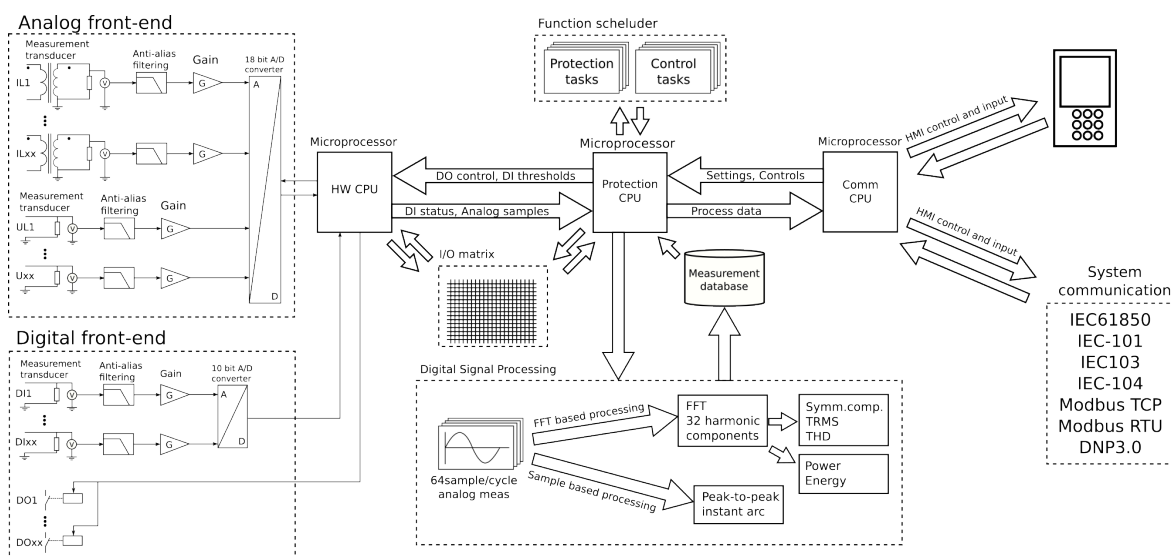 Analog front-end
Measurement
transducer
Anti-alias
filtering
Gain
18 bit A/D
converter
IL1
V
G
A
ILxx
V
G
Measurement
transducer
Anti-alias
filtering
Gain
UL1
V
G
Uxx
V
G
D
Digital front-end
Measurement
transducer
Anti-alias
filtering
Gain
10 bit A/D
converter
DI1
V
G
A
DIxx
V
G
D
DO1
DOxx
Microprocessor
HW CPU
DO control, DI thresholds
DI status, Analog samples
I/O matrix
Function scheluder
Protection
tasks
Control
tasks
Microprocessor
Protection
CPU
Settings, Controls
Process data
Measurement
database
Microprocessor
Comm
CPU
HMI control and input
HMI control and input
System
communication
IEC61850
IEC-101
IEC103
IEC-104
Modbus TCP
Modbus RTU
DNP3.0
Digital Signal Processing
64sample/cycle
analog meas
FFT based processing
Sample based processing
FFT
32 harmonic
components
Symm.comp.
TRMS
THD
Power
Energy
Peak-to-peak
instant arc